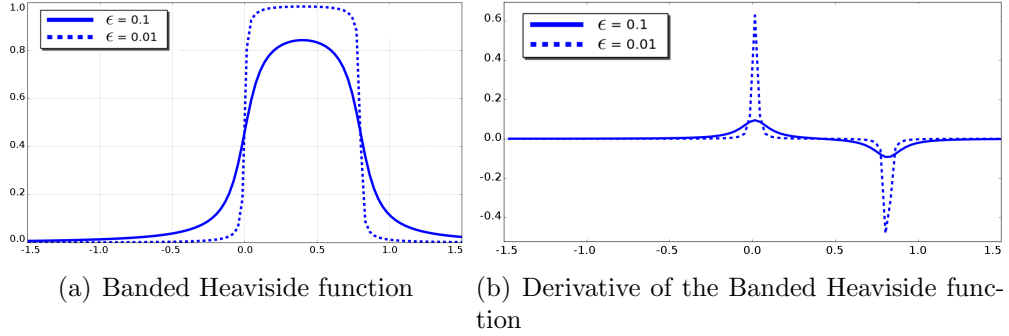 1.0
0.8
0.6
0.4
0.2
0.0
-1.5 -1.0 -0.5 0.0 0.5 1.0 1.5
ϵ = 0.1
ϵ = 0.01
(a) Banded Heaviside function
0.6
0.4
0.2
0.0
-0.2
-0.4
-1.5 -1.0 -0.5 0.0 0.5 1.0 1.5
ϵ = 0.1
ϵ = 0.01
(b) Derivative of the Banded Heaviside func-
tion